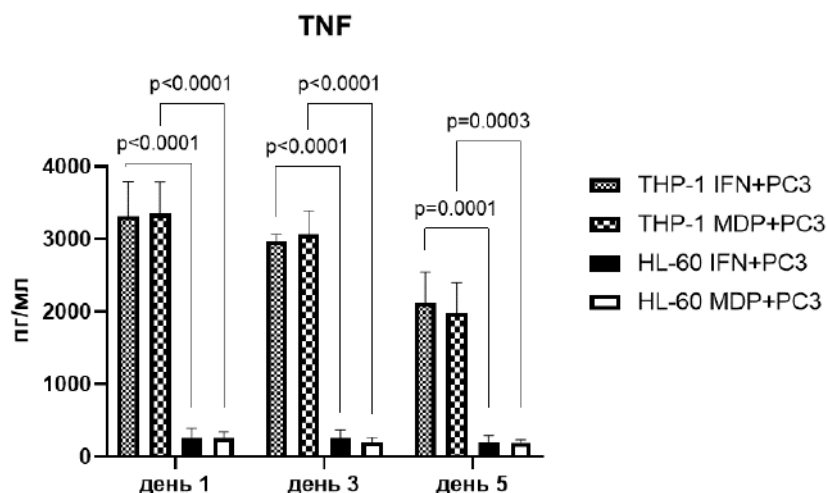 TNF
p<0.0001
p<0.0001
p=0.0003
p<0.0001
p<0.0001
p=0.0001
4000
3000
2000
1000
0
пг/мл
день 1
день 3
день 5
THP-1 IFN+PC3
THP-1 MDP+PC3
HL-60 IFN+PC3
HL-60 MDP+PC3